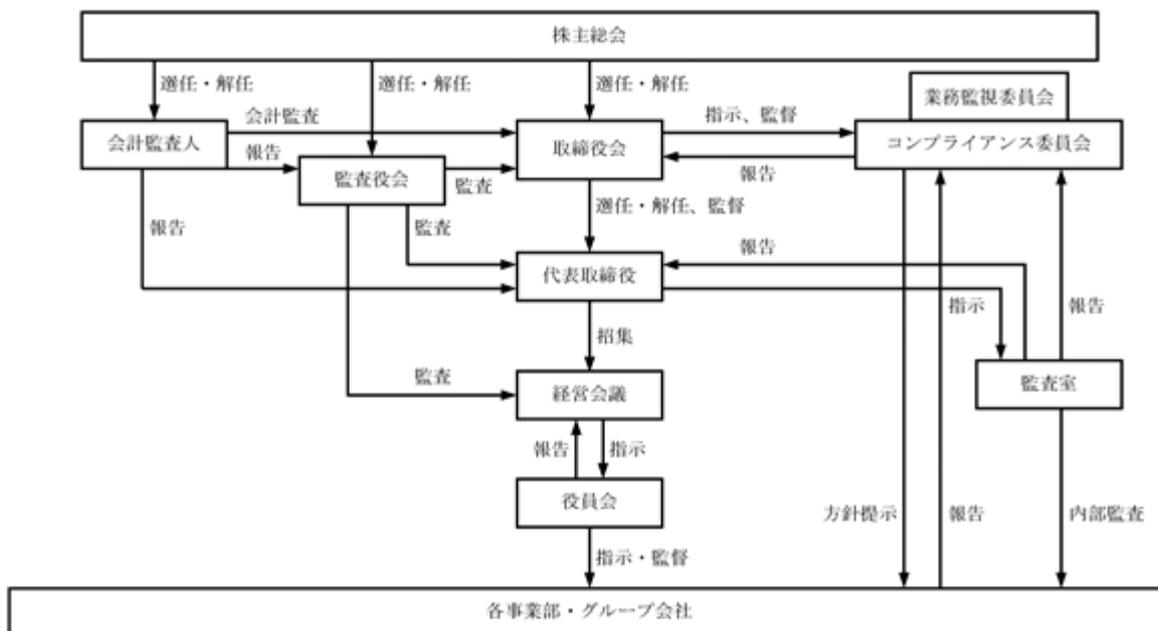 株主総会
選任・解任
選任・解任
選任・解任
業務監視委員会
会計監査
指示、監督
会計監査人
取締役会
コンプライアンス委員会
報告
報告
監査役会
監査
選任・解任、監督
報告
監査
報告
代表取締役
指示
報告
招集
監査
経営会議
監査室
報告
指示
役員会
方針提示
報告
内部監査
指示・監督
各事業部・グループ会社